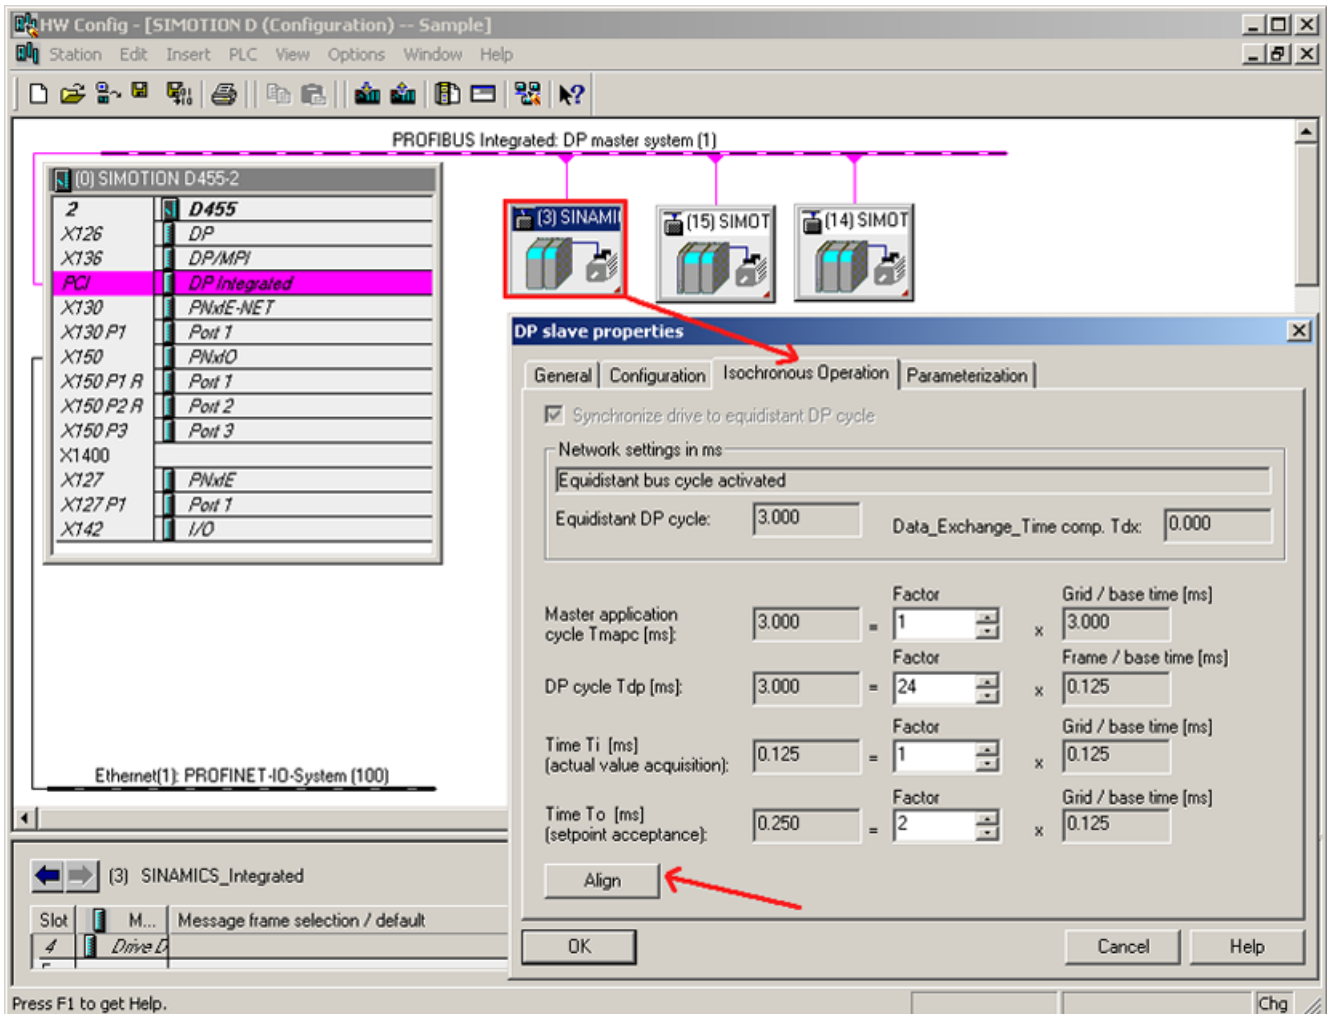 HW Config - [SIMOTION D (Configuration) -- Sample]
Station Edit Insert PLC View Options Window Help
PROFIBUS Integrated: DP master system (1)
(0) SIMOTION D455-2
2 D455
X126 DP
X136 DP/MPI
PCI DP Integrated
X130 PNxIE-NET
X130 P1 Port 1
X150 PNxIO
X150 P1 R Port 1
X150 P2 R Port 2
X150 P3 Port 3
X1400
X127 PNxIE
X127 P1 Port 1
X142 I/O
(3) SINAMI
(15) SIMOT
(14) SIMOT
Ethernet(1): PROFINET-IO-System (100)
DP slave properties
General Configuration Isochronous Operation Parameterization
Synchronize drive to equidistant DP cycle
Network settings in ms
Equidistant bus cycle activated
Equidistant DP cycle: 3.000 Data_Exchange_Time comp. Tdx: 0.000
Factor Grid / base time [ms]
Master application
cycle Tmapc [ms]: 3.000 = 1 x 3.000
Factor Frame / base time [ms]
DP cycle Tdp [ms]: 3.000 = 24 x 0.125
Factor Grid / base time [ms]
Time Ti [ms]
(actual value acquisition): 0.125 = 1 x 0.125
Factor Grid / base time [ms]
Time To [ms]
(setpoint acceptance): 0.250 = 2 x 0.125
Align
OK Cancel Help
(3) SINAMICS_Integrated
Slot M... Message frame selection / default
4 Drive D
Press F1 to get Help.
Chg